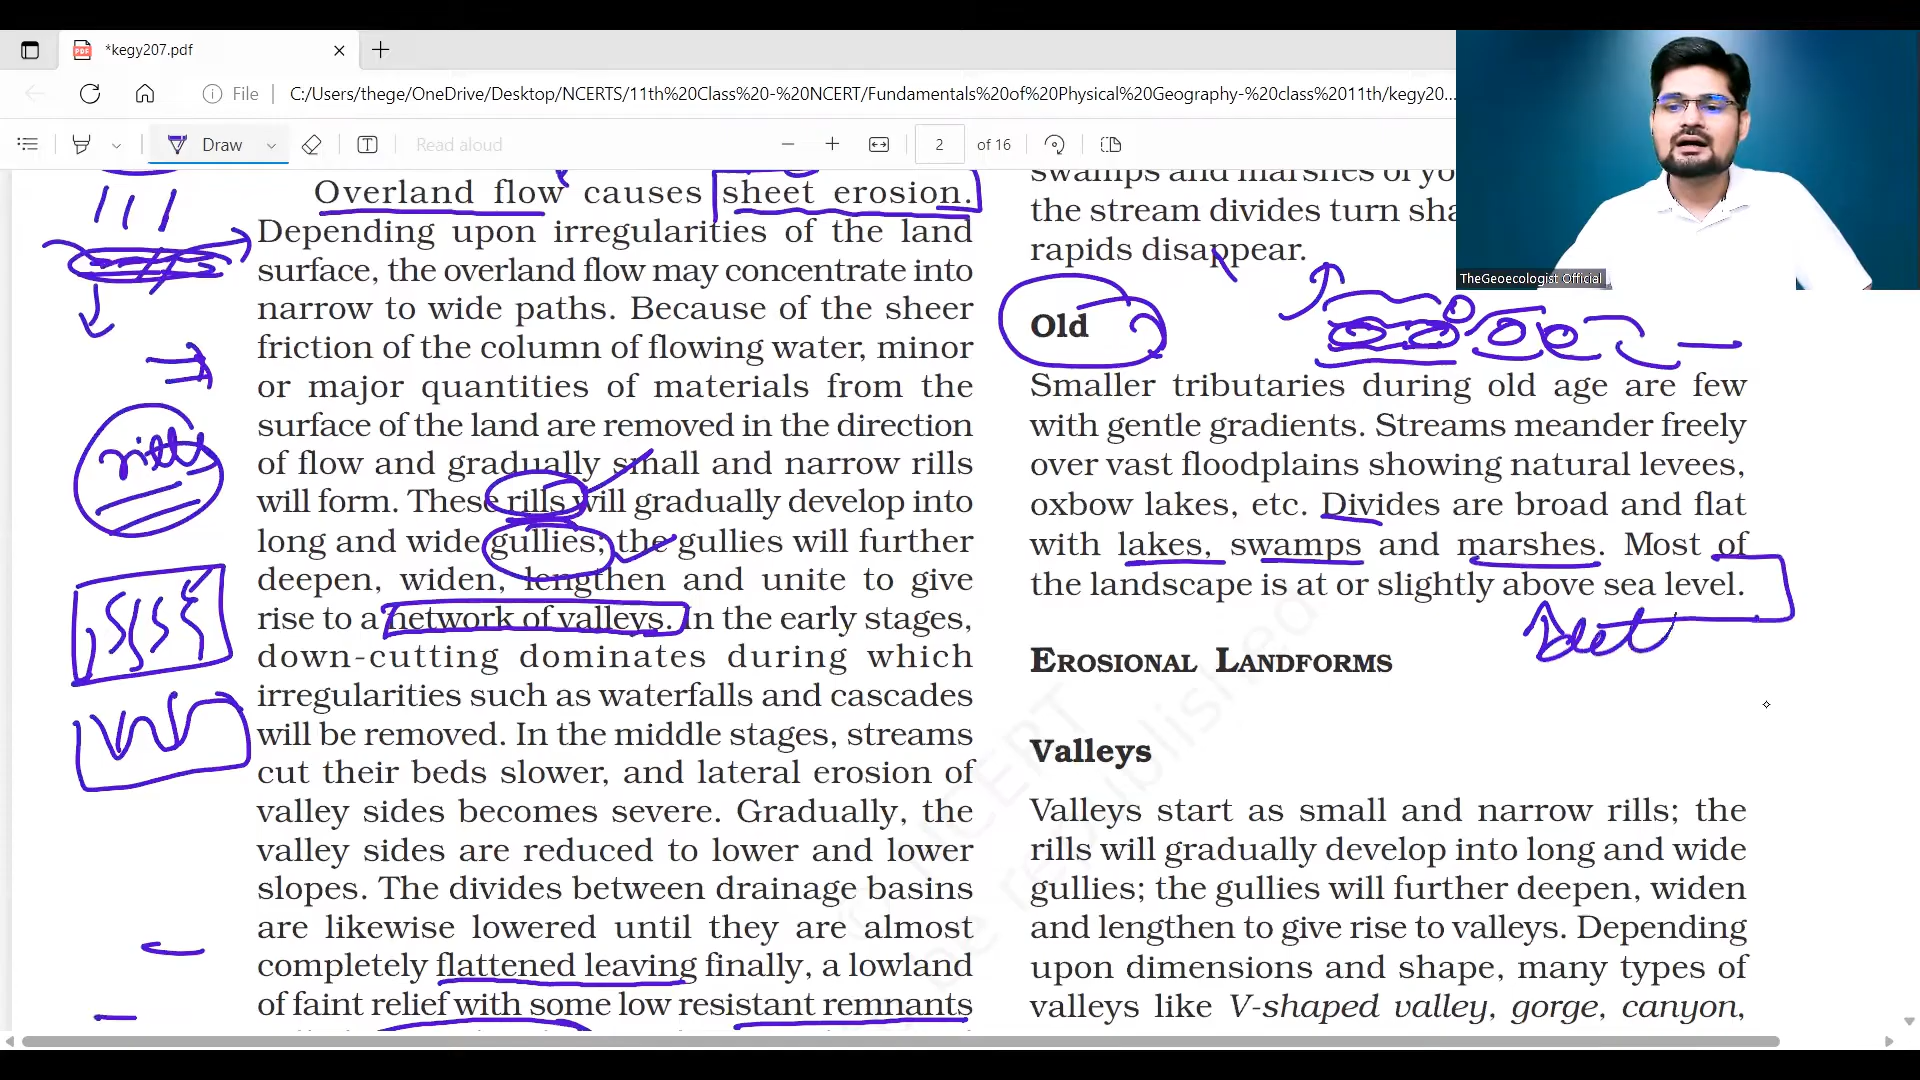 *kegy207.pdf
File
C:/Users/thege/OneDrive/Desktop/NCERTS/11th%20Class%20-%20NCERT/Fundamentals%20of%20Physical%20Geography-%20class%2011th/kegy20...
Draw
Read aloud
2 of 16
TheGeoecologist Official
Overland flow causes sheet erosion.
Depending upon irregularities of the land
surface, the overland flow may concentrate into
narrow to wide paths. Because of the sheer
friction of the column of flowing water, minor
or major quantities of materials from the
surface of the land are removed in the direction
of flow and gradually small and narrow rills
will form. These rills will gradually develop into
long and wide gullies; the gullies will further
deepen, widen, lengthen and unite to give
rise to a network of valleys. In the early stages,
down-cutting dominates during which
irregularities such as waterfalls and cascades
will be removed. In the middle stages, streams
cut their beds slower, and lateral erosion of
valley sides becomes severe. Gradually, the
valley sides are reduced to lower and lower
slopes. The divides between drainage basins
are likewise lowered until they are almost
completely flattened leaving finally, a lowland
of faint relief with some low resistant remnants
swamps and marshes of yo
the stream divides turn sha
rapids disappear.
Old
Smaller tributaries during old age are few
with gentle gradients. Streams meander freely
over vast floodplains showing natural levees,
oxbow lakes, etc. Divides are broad and flat
with lakes, swamps and marshes. Most of
the landscape is at or slightly above sea level.
EROSIONAL LANDFORMS
Valleys
Valleys start as small and narrow rills; the
rills will gradually develop into long and wide
gullies; the gullies will further deepen, widen
and lengthen to give rise to valleys. Depending
upon dimensions and shape, many types of
valleys like V-shaped valley, gorge, canyon,